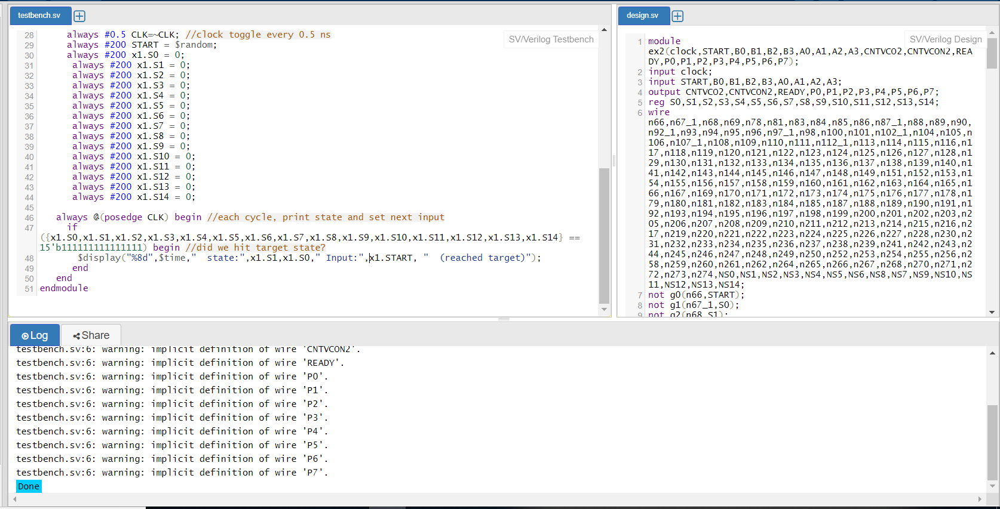 testbench.sv
SV/Verilog Testbench
28 always #0.5 CLK=~CLK; //clock toggle every 0.5 ns
29 always #200 START = $random;
30 always #200 x1.S0 = 0;
31 always #200 x1.S1 = 0;
32 always #200 x1.S2 = 0;
33 always #200 x1.S3 = 0;
34 always #200 x1.S4 = 0;
35 always #200 x1.S5 = 0;
36 always #200 x1.S6 = 0;
37 always #200 x1.S7 = 0;
38 always #200 x1.S8 = 0;
39 always #200 x1.S9 = 0;
40 always #200 x1.S10 = 0;
41 always #200 x1.S11 = 0;
42 always #200 x1.S12 = 0;
43 always #200 x1.S13 = 0;
44 always #200 x1.S14 = 0;
45
46 always @(posedge CLK) begin //each cycle, print state and set next input
47 if
({x1.S0,x1.S1,x1.S2,x1.S3,x1.S4,x1.S5,x1.S6,x1.S7,x1.S8,x1.S9,x1.S10,x1.S11,x1.S12,x1.S13,x1.S14} ==
15'b111111111111111) begin //did we hit target state?
48 $display("%8d",$time,"  state:",x1.S1,x1.S0," Input:",x1.START, "  (reached target)");
49 end
50 end
51 endmodule
design.sv
SV/Verilog Design
1 module
ex2(clock,START,B0,B1,B2,B3,A0,A1,A2,A3,CNTVCO2,CNTVCON2,REA
DY,P0,P1,P2,P3,P4,P5,P6,P7);
2 input clock;
3 input START,B0,B1,B2,B3,A0,A1,A2,A3;
4 output CNTVCO2,CNTVCON2,READY,P0,P1,P2,P3,P4,P5,P6,P7;
5 reg S0,S1,S2,S3,S4,S5,S6,S7,S8,S9,S10,S11,S12,S13,S14;
6 wire
n66,n67_1,n68,n69,n78,n81,n83,n84,n85,n86,n87_1,n88,n89,n90,
n92_1,n93,n94,n95,n96,n97_1,n98,n100,n101,n102_1,n104,n105,n
106,n107_1,n108,n109,n110,n111,n112_1,n113,n114,n115,n116,n1
17,n118,n119,n120,n121,n122,n123,n124,n125,n126,n127,n128,n1
29,n130,n131,n132,n133,n134,n135,n136,n137,n138,n139,n140,n1
41,n142,n143,n144,n145,n146,n147,n148,n149,n151,n152,n153,n1
54,n155,n156,n157,n158,n159,n160,n161,n162,n163,n164,n165,n1
66,n167,n169,n170,n171,n172,n173,n174,n175,n176,n177,n178,n1
79,n180,n181,n182,n183,n184,n185,n187,n188,n189,n190,n191,n1
92,n193,n194,n195,n196,n197,n198,n199,n200,n201,n202,n203,n2
05,n206,n207,n208,n209,n210,n211,n212,n213,n214,n215,n216,n2
17,n219,n220,n221,n222,n223,n224,n225,n226,n227,n228,n230,n2
31,n232,n233,n234,n235,n236,n237,n238,n239,n241,n242,n243,n2
44,n245,n246,n247,n248,n250,n252,n253,n254,n255,n256,n2
58,n259,n260,n261,n262,n264,n265,n266,n267,n268,n270,n271,n2
72,n273,n274,NS0,NS1,NS2,NS3,NS4,NS5,NS6,NS8,NS7,NS9,NS10,NS
11,NS12,NS13,NS14;
7 not g0(n66,START);
8 not g1(n67_1,S0);
9 not g2(n68,S1);
Log
Share
testbench.sv:6: warning: implicit definition of wire 'CNTVCON2'.
testbench.sv:6: warning: implicit definition of wire 'READY'.
testbench.sv:6: warning: implicit definition of wire 'P0'.
testbench.sv:6: warning: implicit definition of wire 'P1'.
testbench.sv:6: warning: implicit definition of wire 'P2'.
testbench.sv:6: warning: implicit definition of wire 'P3'.
testbench.sv:6: warning: implicit definition of wire 'P4'.
testbench.sv:6: warning: implicit definition of wire 'P5'.
testbench.sv:6: warning: implicit definition of wire 'P6'.
testbench.sv:6: warning: implicit definition of wire 'P7'.
Done